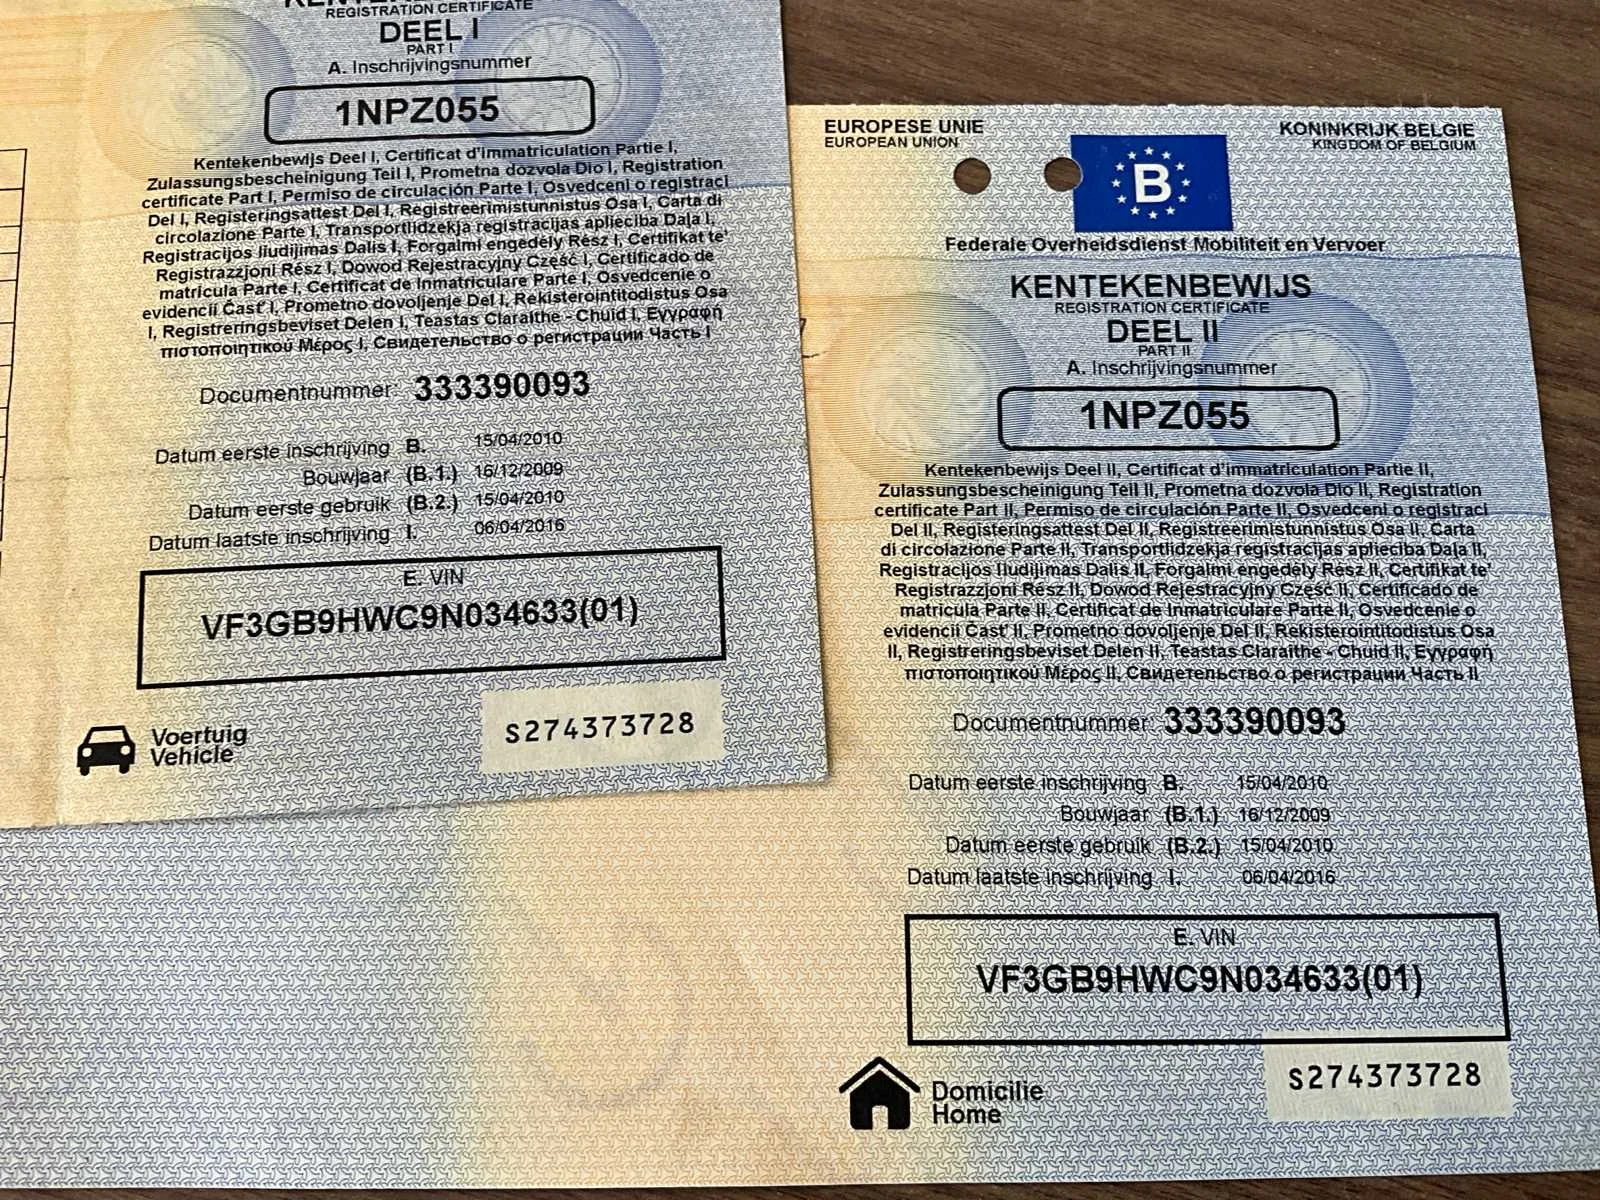 REGISTRATION CERTIFICATE
DEEL I
PART I
A. Inschrijvingsnummer
1NPZ055
Kentekenbewijs Deel I, Certificat d'immatriculation Partie I,
Zulassungsbescheinigung Teil I, Prometna dozvola Dio I, Registration
certificate Part I, Permiso de circulación Parte I, Osvedceni o registraci
Del I, Registeringsattest Del I, Registreerimistunnistus Osa I, Carta di
circolazione Parte I, Transportlidzekja registracijas aplieciba Daļa I,
Registracijos liudijimas Dalis I, Forgalmi engedély Rész I, Certifikat te'
Registrazzjoni Rész I, Dowod Rejestracyjny Część I, Certificado de
matricula Parte I, Certificat de Inmatriculare Parte I, Osvedcenie o
evidencii Časť I, Prometno dovoljenje Del I, Rekisterointitodistus Osa
I, Registreringsbeviset Delen I, Teastas Claraithe - Chuid I, Εγγραφή
πιστοποιητικού Μέρος I, Свидетельство о регистрации Часть I
Documentnummer: 333390093
Datum eerste inschrijving B. 15/04/2010
Bouwjaar (B.1.) 16/12/2009
Datum eerste gebruik (B.2.) 15/04/2010
Datum laatste inschrijving I. 06/04/2016
E. VIN
VF3GB9HWC9N034633(01)
Voertuig
Vehicle
S274373728
EUROPESE UNIE
EUROPEAN UNION
B
KONINKRIJK BELGIE
KINGDOM OF BELGIUM
Federale Overheidsdienst Mobiliteit en Vervoer
KENTEKENBEWIJS
REGISTRATION CERTIFICATE
DEEL II
PART II
A. Inschrijvingsnummer
1NPZ055
Kentekenbewijs Deel II, Certificat d'immatriculation Partie II,
Zulassungsbescheinigung Teil II, Prometna dozvola Dio II, Registration
certificate Part II, Permiso de circulación Parte II, Osvedceni o registraci
Del II, Registeringsattest Del II, Registreerimistunnistus Osa II, Carta
di circolazione Parte II, Transportlidzekja registracijas aplieciba Daļa II,
Registracijos liudijimas Dalis II, Forgalmi engedély Rész II, Certifikat te'
Registrazzjoni Rész II, Dowod Rejestracyjny Część II, Certificado de
matricula Parte II, Certificat de Inmatriculare Parte II, Osvedcenie o
evidencii Časť II, Prometno dovoljenje Del II, Rekisterointitodistus Osa
II, Registreringsbeviset Delen II, Teastas Claraithe - Chuid II, Εγγραφή
πιστοποιητικού Μέρος II, Свидетельство о регистрации Часть II
Documentnummer: 333390093
Datum eerste inschrijving B. 15/04/2010
Bouwjaar (B.1.) 16/12/2009
Datum eerste gebruik (B.2.) 15/04/2010
Datum laatste inschrijving I. 06/04/2016
E. VIN
VF3GB9HWC9N034633(01)
Domicilie
Home
S274373728